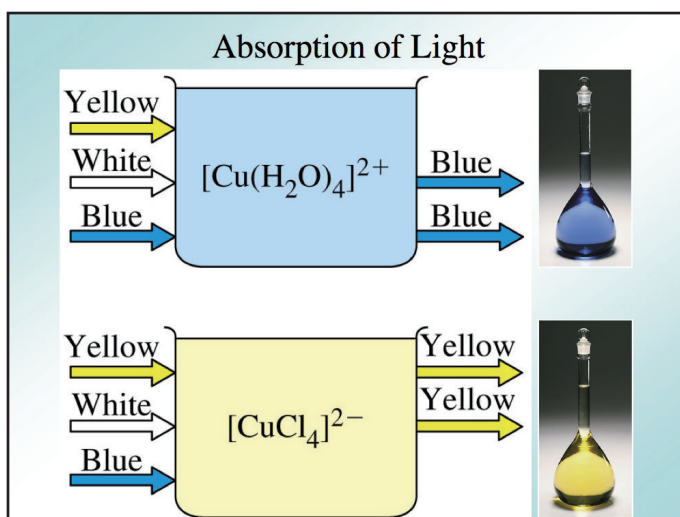 Absorption of Light
Yellow
White
[Cu(H₂O)₄]²⁺
Blue
Blue
Blue
Yellow
Yellow
White
Yellow
[CuCl₄]²⁻
Blue